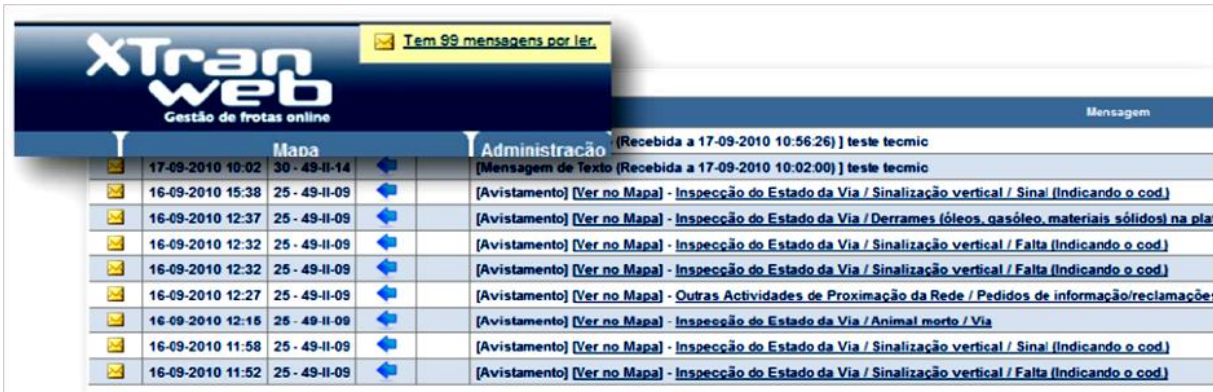 XTran
web
Gestão de frotas online
Tem 99 mensagens por ler.
Mapa
Administração
Mensagem
(Recebida a 17-09-2010 10:56:26) ] teste tecmic
17-09-2010 10:02 30 - 49-II-14 [Mensagem de Texto (Recebida a 17-09-2010 10:02:00) ] teste tecmic
16-09-2010 15:38 25 - 49-II-09 [Avistamento] [Ver no Mapa] - Inspecção do Estado da Via / Sinalização vertical / Sinal (Indicando o cod.)
16-09-2010 12:37 25 - 49-II-09 [Avistamento] [Ver no Mapa] - Inspecção do Estado da Via / Derrames (óleos, gasóleo, materiais sólidos) na pla
16-09-2010 12:32 25 - 49-II-09 [Avistamento] [Ver no Mapa] - Inspecção do Estado da Via / Sinalização vertical / Falta (Indicando o cod.)
16-09-2010 12:32 25 - 49-II-09 [Avistamento] [Ver no Mapa] - Inspecção do Estado da Via / Sinalização vertical / Falta (Indicando o cod.)
16-09-2010 12:27 25 - 49-II-09 [Avistamento] [Ver no Mapa] - Outras Actividades de Proximação da Rede / Pedidos de informação/reclamações
16-09-2010 12:15 25 - 49-II-09 [Avistamento] [Ver no Mapa] - Inspecção do Estado da Via / Animal morto / Via
16-09-2010 11:58 25 - 49-II-09 [Avistamento] [Ver no Mapa] - Inspecção do Estado da Via / Sinalização vertical / Sinal (Indicando o cod.)
16-09-2010 11:52 25 - 49-II-09 [Avistamento] [Ver no Mapa] - Inspecção do Estado da Via / Sinalização vertical / Falta (Indicando o cod.)